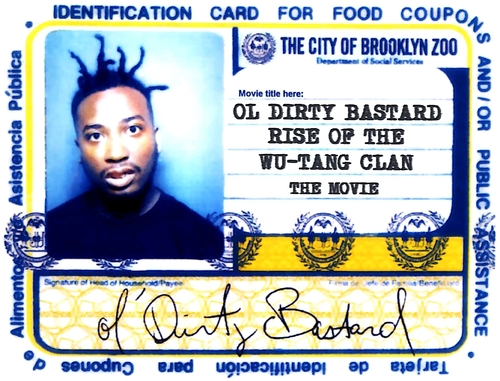 IDENTIFICATION CARD FOR FOOD COUPONS AND/OR PUBLIC ASSISTANCE
THE CITY OF BROOKLYN ZOO
Department of Social Services
Movie title here:
OL DIRTY BASTARD
RISE OF THE
WU-TANG CLAN
THE MOVIE
Signature of Head of Household/Payee
Firma de Jefe de Familia/Beneficiario
Ol' Dirty Bastard
Tarjeta de Identificación para Cupones de
Alimentos y/o Asistencia Pública